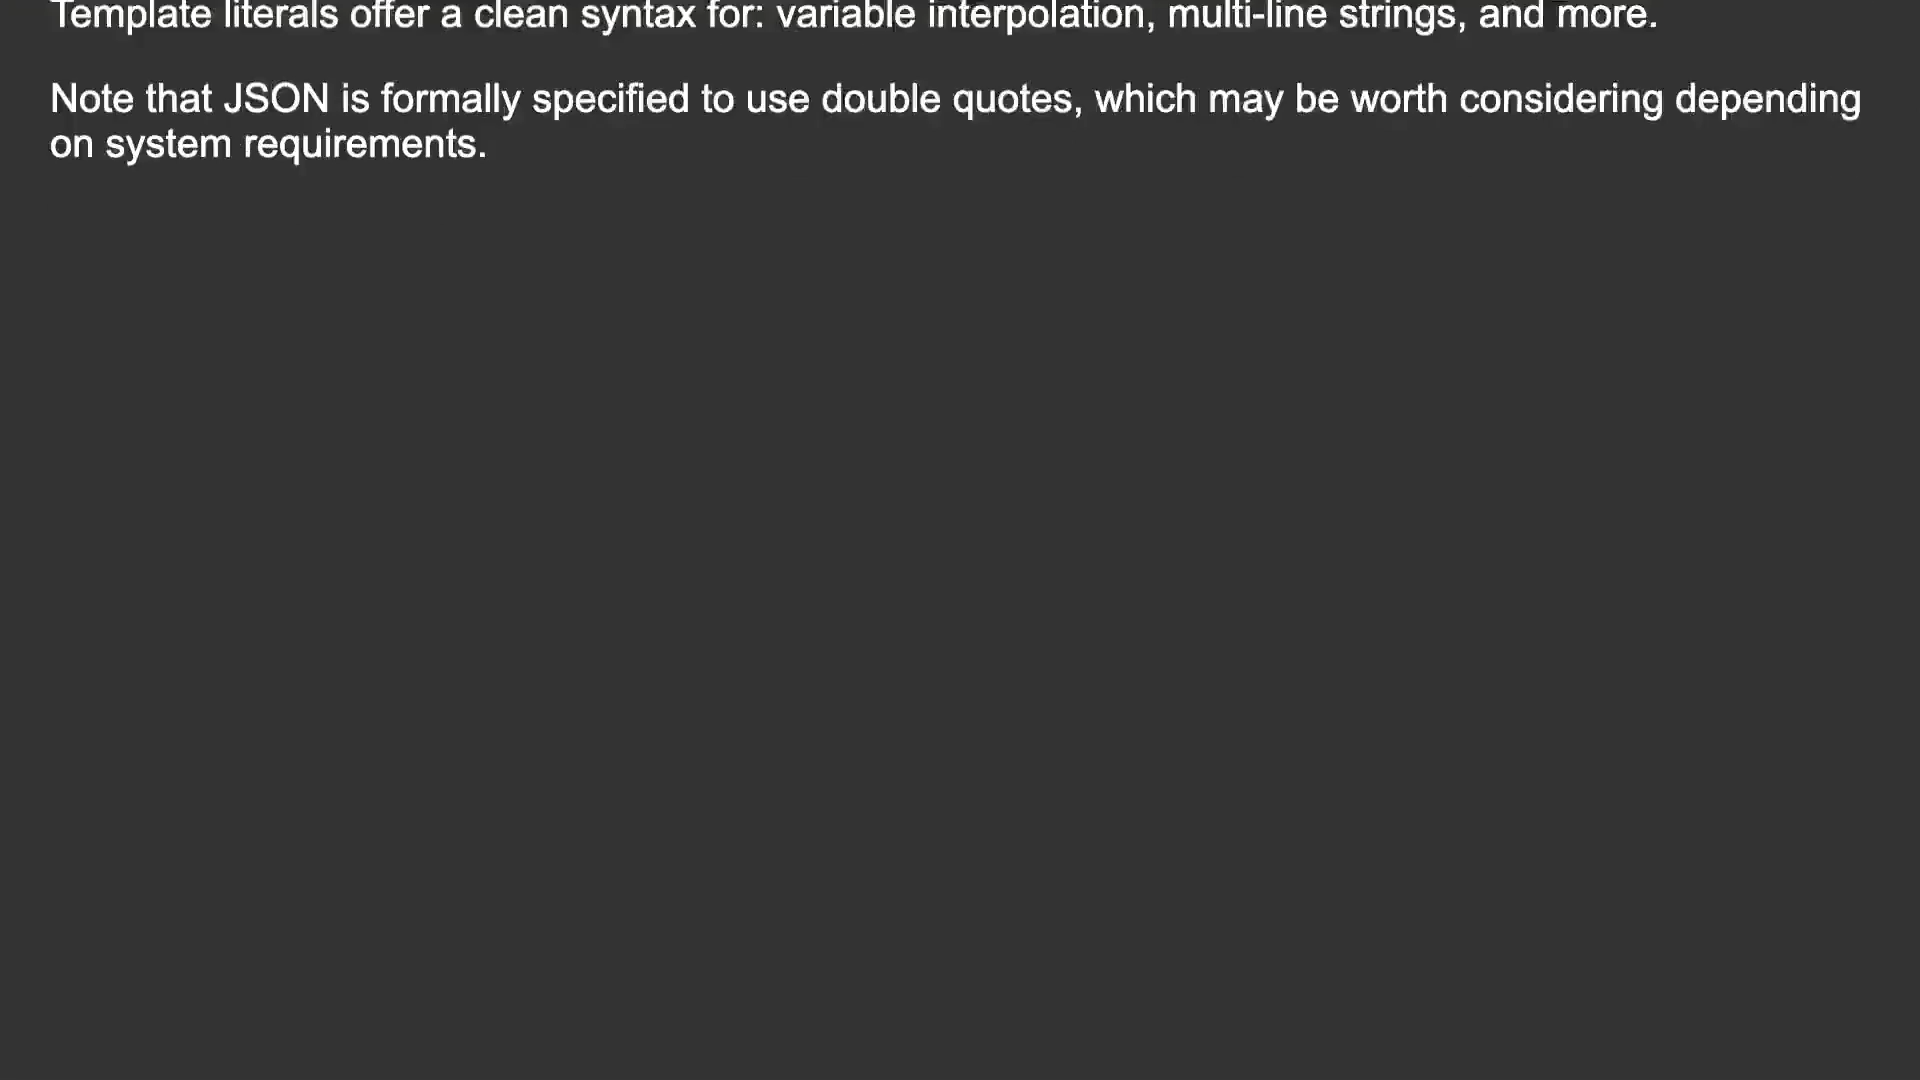 Template literals offer a clean syntax for: variable interpolation, multi-line strings, and more.
Note that JSON is formally specified to use double quotes, which may be worth considering depending
on system requirements.